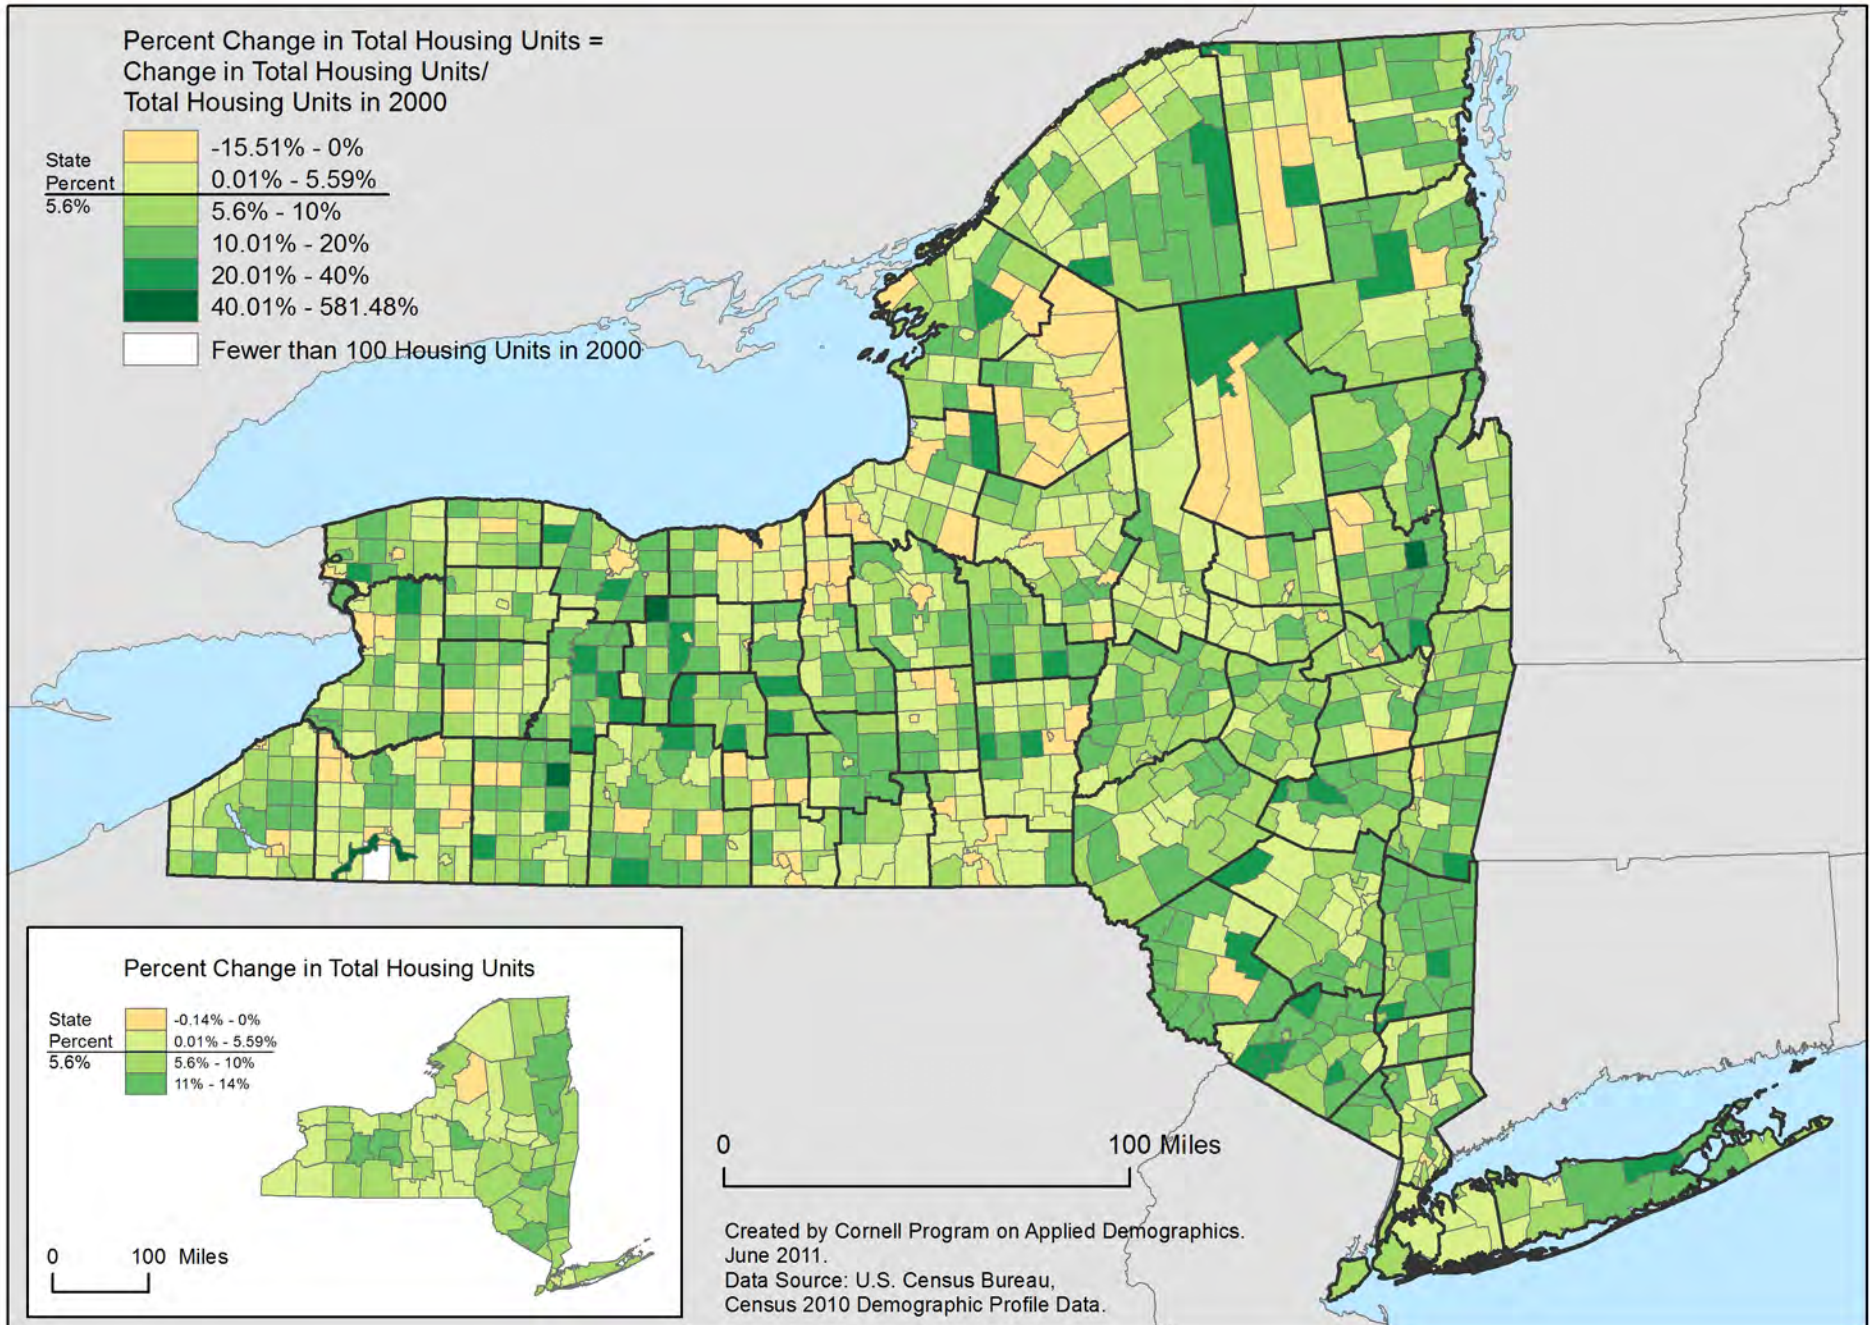 Percent Change in Total Housing Units =
Change in Total Housing Units/
Total Housing Units in 2000
State
Percent
5.6%
-15.51% - 0%
0.01% - 5.59%
5.6% - 10%
10.01% - 20%
20.01% - 40%
40.01% - 581.48%
Fewer than 100 Housing Units in 2000
Percent Change in Total Housing Units
State
Percent
5.6%
-0.14% - 0%
0.01% - 5.59%
5.6% - 10%
11% - 14%
0 100 Miles
0 100 Miles
Created by Cornell Program on Applied Demographics.
June 2011.
Data Source: U.S. Census Bureau,
Census 2010 Demographic Profile Data.